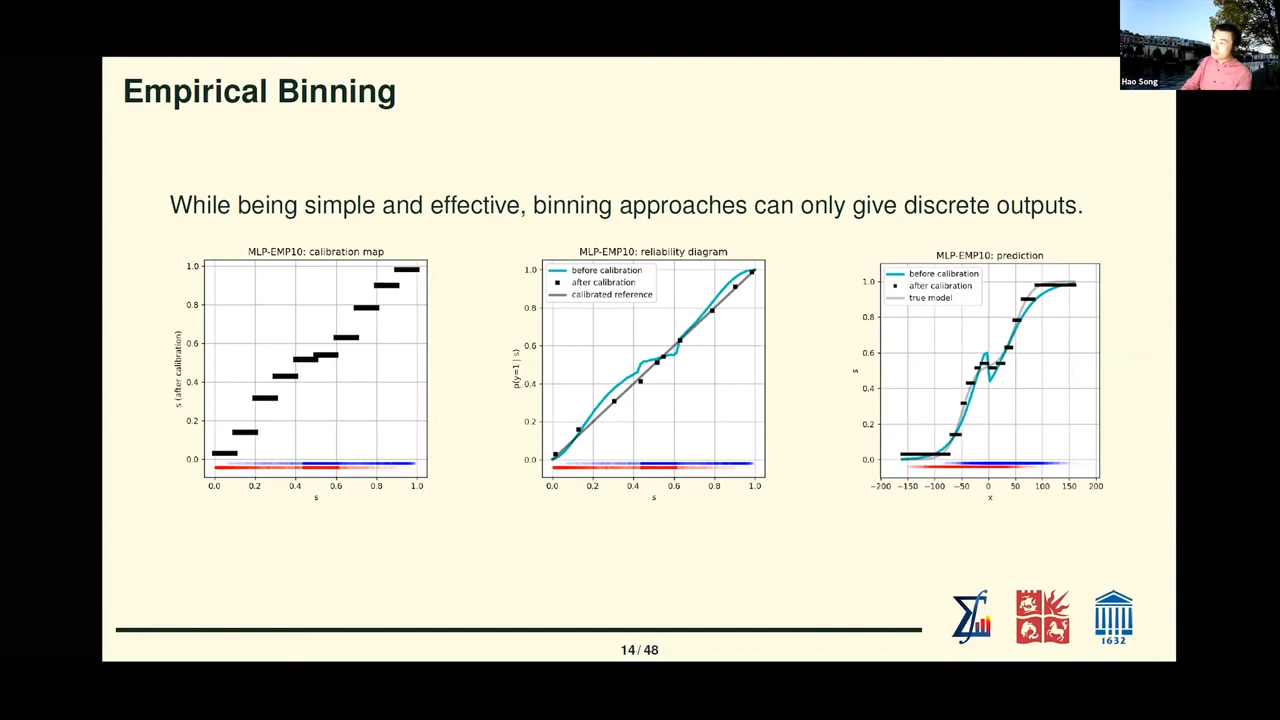 Hao Song
Empirical Binning
While being simple and effective, binning approaches can only give discrete outputs.
MLP-EMP10: calibration map
1.0
0.8
0.6
0.4
0.2
0.0
s (after calibration)
0.0 0.2 0.4 0.6 0.8 1.0
s
MLP-EMP10: reliability diagram
before calibration
after calibration
calibrated reference
1.0
0.8
0.6
0.4
0.2
0.0
p(y=1 | s)
0.0 0.2 0.4 0.6 0.8 1.0
s
MLP-EMP10: prediction
before calibration
after calibration
true model
1.0
0.8
0.6
0.4
0.2
0.0
s
−200 −150 −100 −50 0 50 100 150 200
x
1632
14 / 48